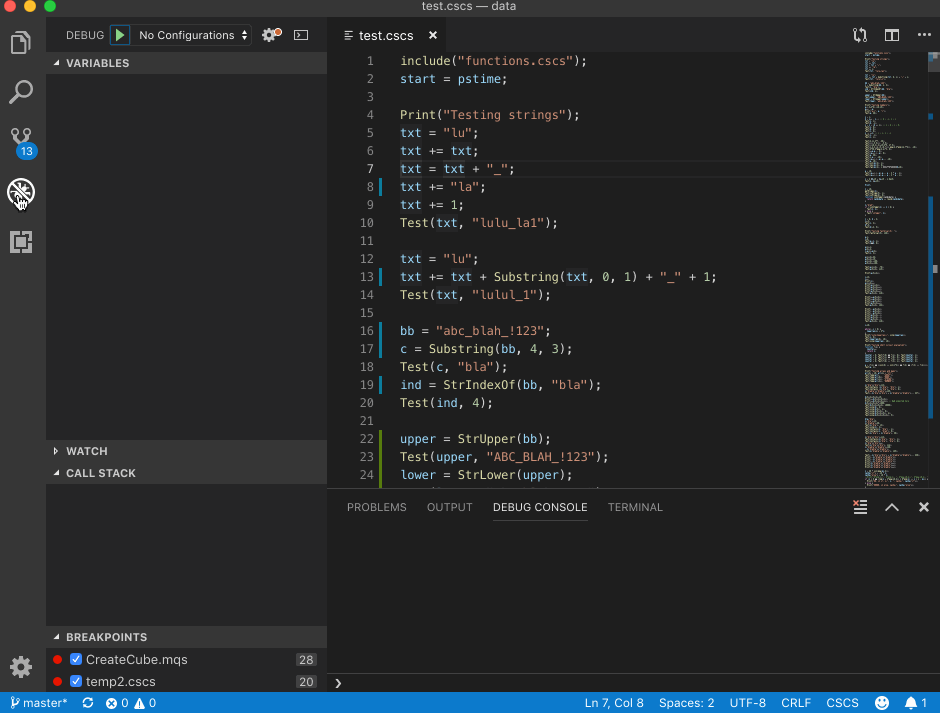 test.cscs — data
DEBUG No Configurations
test.cscs
VARIABLES
13
WATCH
CALL STACK
BREAKPOINTS
CreateCube.mqs 28
temp2.cscs 20
1 include("functions.cscs");
2 start = pstime;
3
4 Print("Testing strings");
5 txt = "lu";
6 txt += txt;
7 txt = txt + "_";
8 txt += "la";
9 txt += 1;
10 Test(txt, "lulu_la1");
11
12 txt = "lu";
13 txt += txt + Substring(txt, 0, 1) + "_" + 1;
14 Test(txt, "lulul_1");
15
16 bb = "abc_blah_!123";
17 c = Substring(bb, 4, 3);
18 Test(c, "bla");
19 ind = StrIndexOf(bb, "bla");
20 Test(ind, 4);
21
22 upper = StrUpper(bb);
23 Test(upper, "ABC_BLAH_!123");
24 lower = StrLower(upper);
PROBLEMS OUTPUT DEBUG CONSOLE TERMINAL
master* 0 0 Ln 7, Col 8 Spaces: 2 UTF-8 CRLF CSCS 1